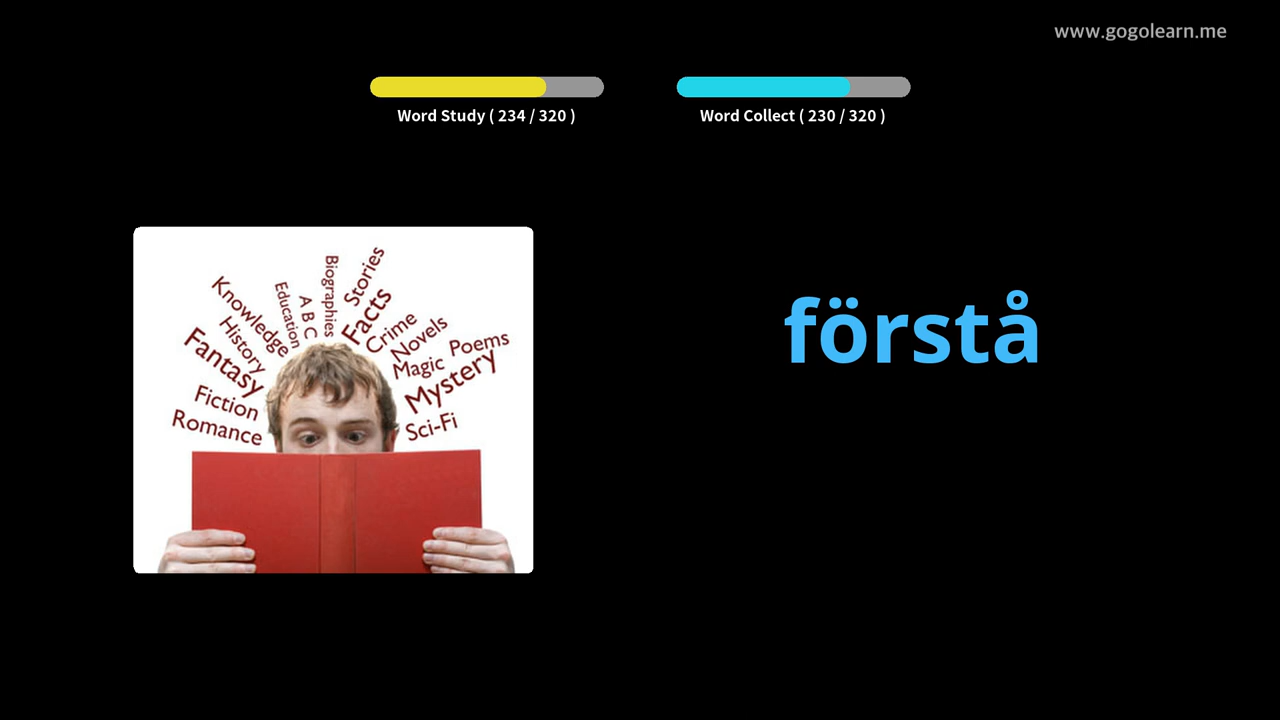 www.gogolearn.me
Word Study ( 234 / 320 )
Word Collect ( 230 / 320 )
Biographies
Stories
Education
A B C
Facts
Knowledge
History
Crime
Novels
Poems
Fantasy
Magic
Mystery
Fiction
Romance
Sci-Fi
förstå